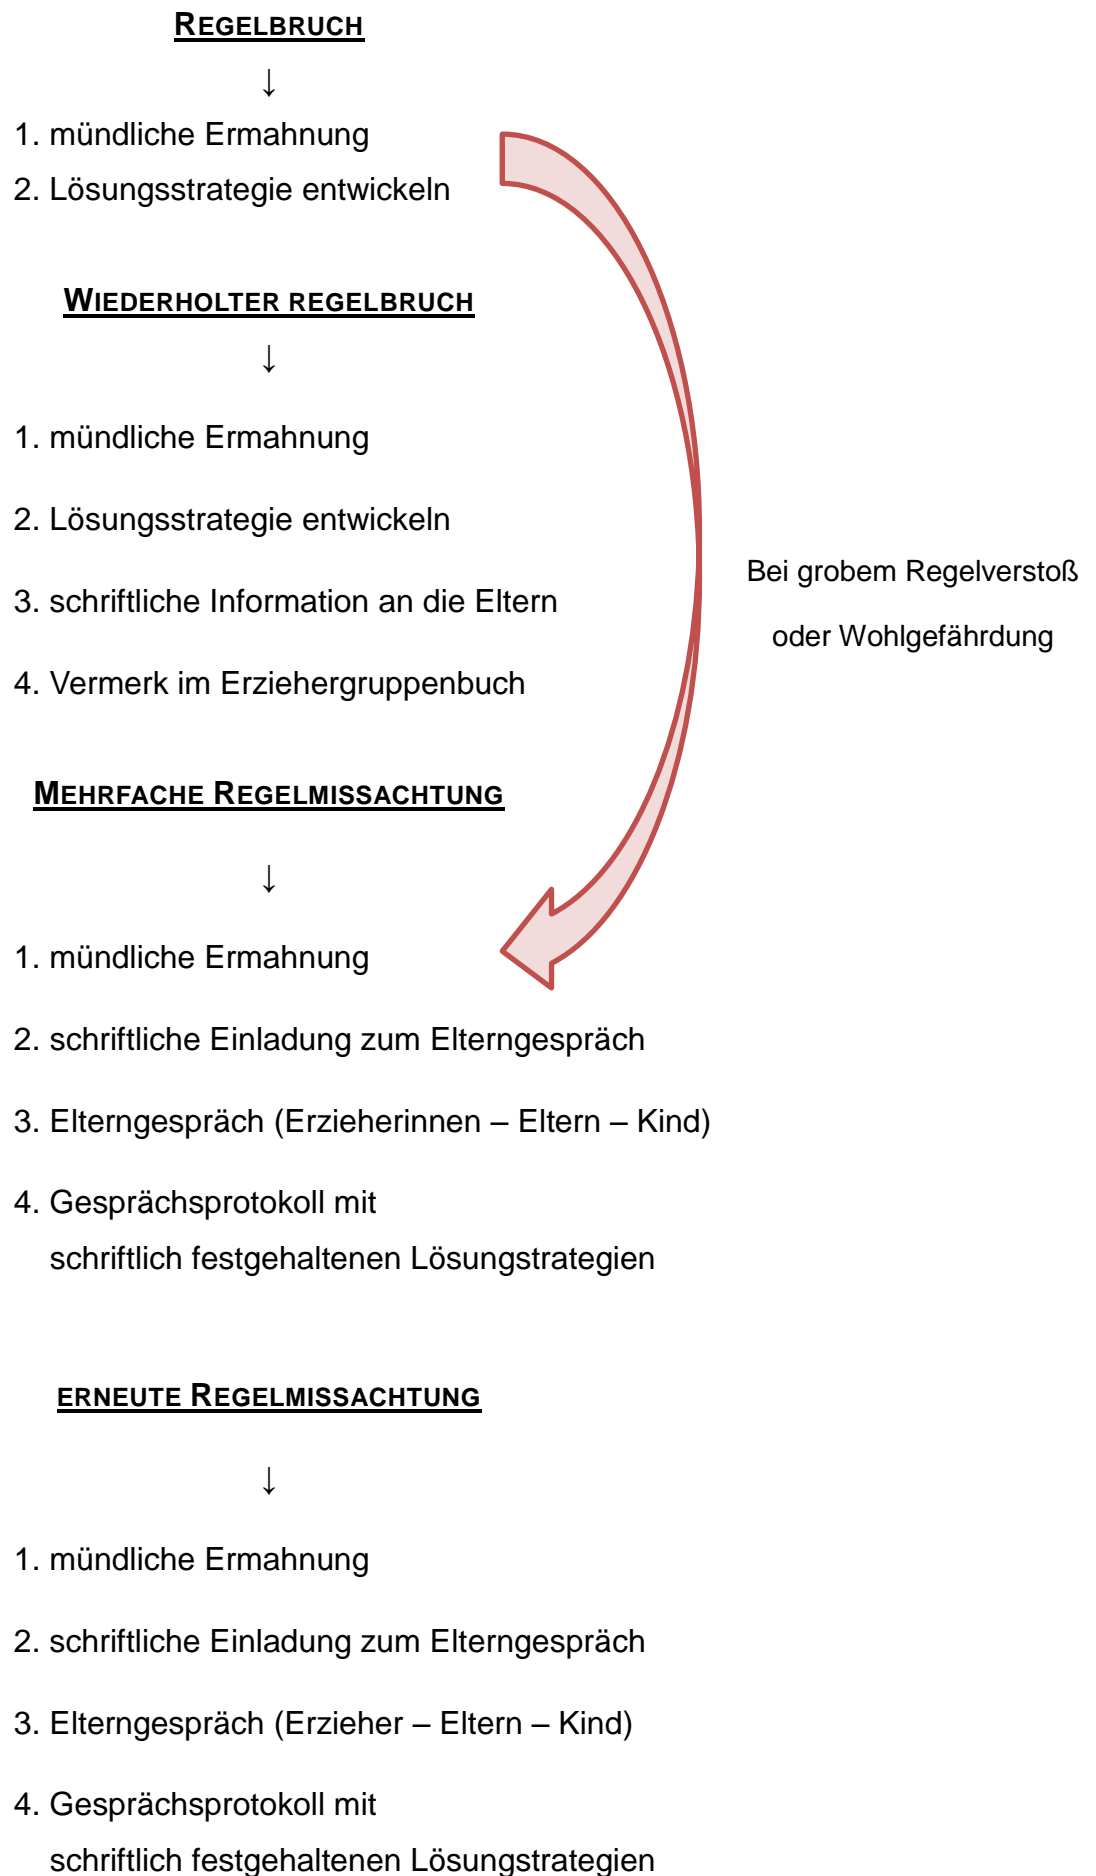 REGELBRUCH
↓
1. mündliche Ermahnung
2. Lösungsstrategie entwickeln
WIEDERHOLTER REGELBRUCH
↓
1. mündliche Ermahnung
2. Lösungsstrategie entwickeln
3. schriftliche Information an die Eltern
4. Vermerk im Erziehergruppenbuch
Bei grobem Regelverstoß
oder Wohlgefährdung
MEHRFACHE REGELMISSACHTUNG
↓
1. mündliche Ermahnung
2. schriftliche Einladung zum Elterngespräch
3. Elterngespräch (Erzieherinnen – Eltern – Kind)
4. Gesprächsprotokoll mit
schriftlich festgehaltenen Lösungstrategien
ERNEUTE REGELMISSACHTUNG
↓
1. mündliche Ermahnung
2. schriftliche Einladung zum Elterngespräch
3. Elterngespräch (Erzieher – Eltern – Kind)
4. Gesprächsprotokoll mit
schriftlich festgehaltenen Lösungstrategien